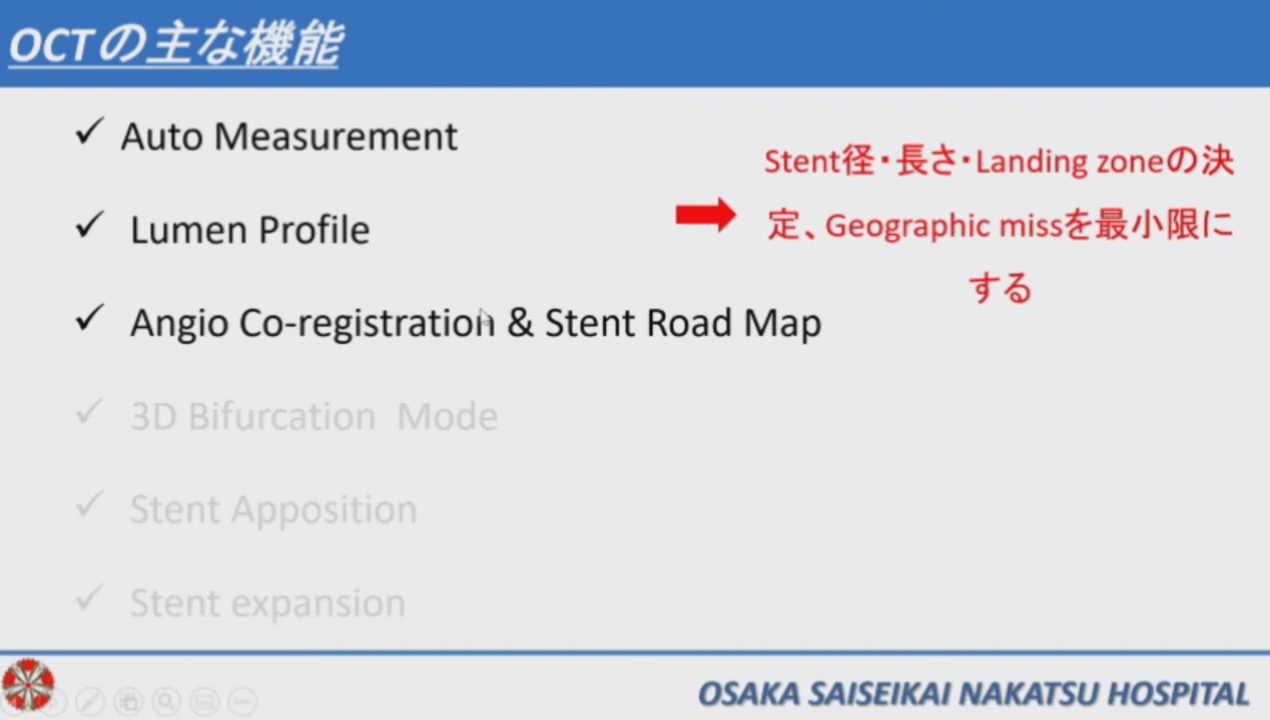 OCTの主な機能
✓ Auto Measurement
✓ Lumen Profile
✓ Angio Co-registration & Stent Road Map
✓ 3D Bifurcation Mode
✓ Stent Apposition
✓ Stent expansion
Stent径・長さ・Landing zoneの決
定、Geographic missを最小限に
する
OSAKA SAISEIKAI NAKATSU HOSPITAL